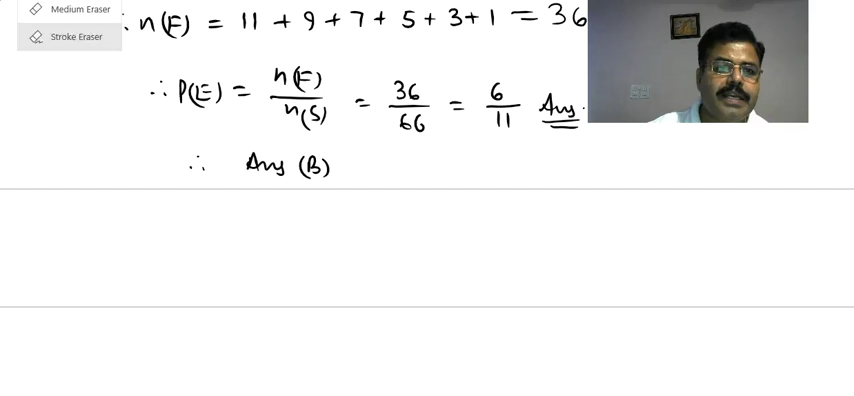 Medium Eraser
∴ n(E) = 11 + 9 + 7 + 5 + 3 + 1 = 36
Stroke Eraser
∴ P(E) = n(E)/n(S) = 36/66 = 6/11 Ans.
∴ Ans (B)